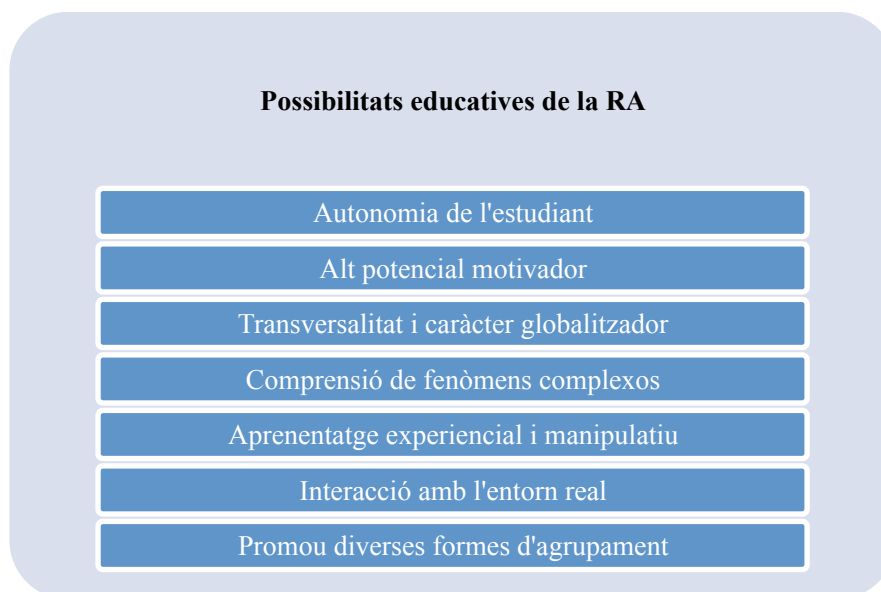 Possibilitats educatives de la RA
Autonomia de l'estudiant
Alt potencial motivador
Transversalitat i caràcter globalitzador
Comprensió de fenòmens complexos
Aprenentatge experiencial i manipulatiu
Interacció amb l'entorn real
Promou diverses formes d'agrupament